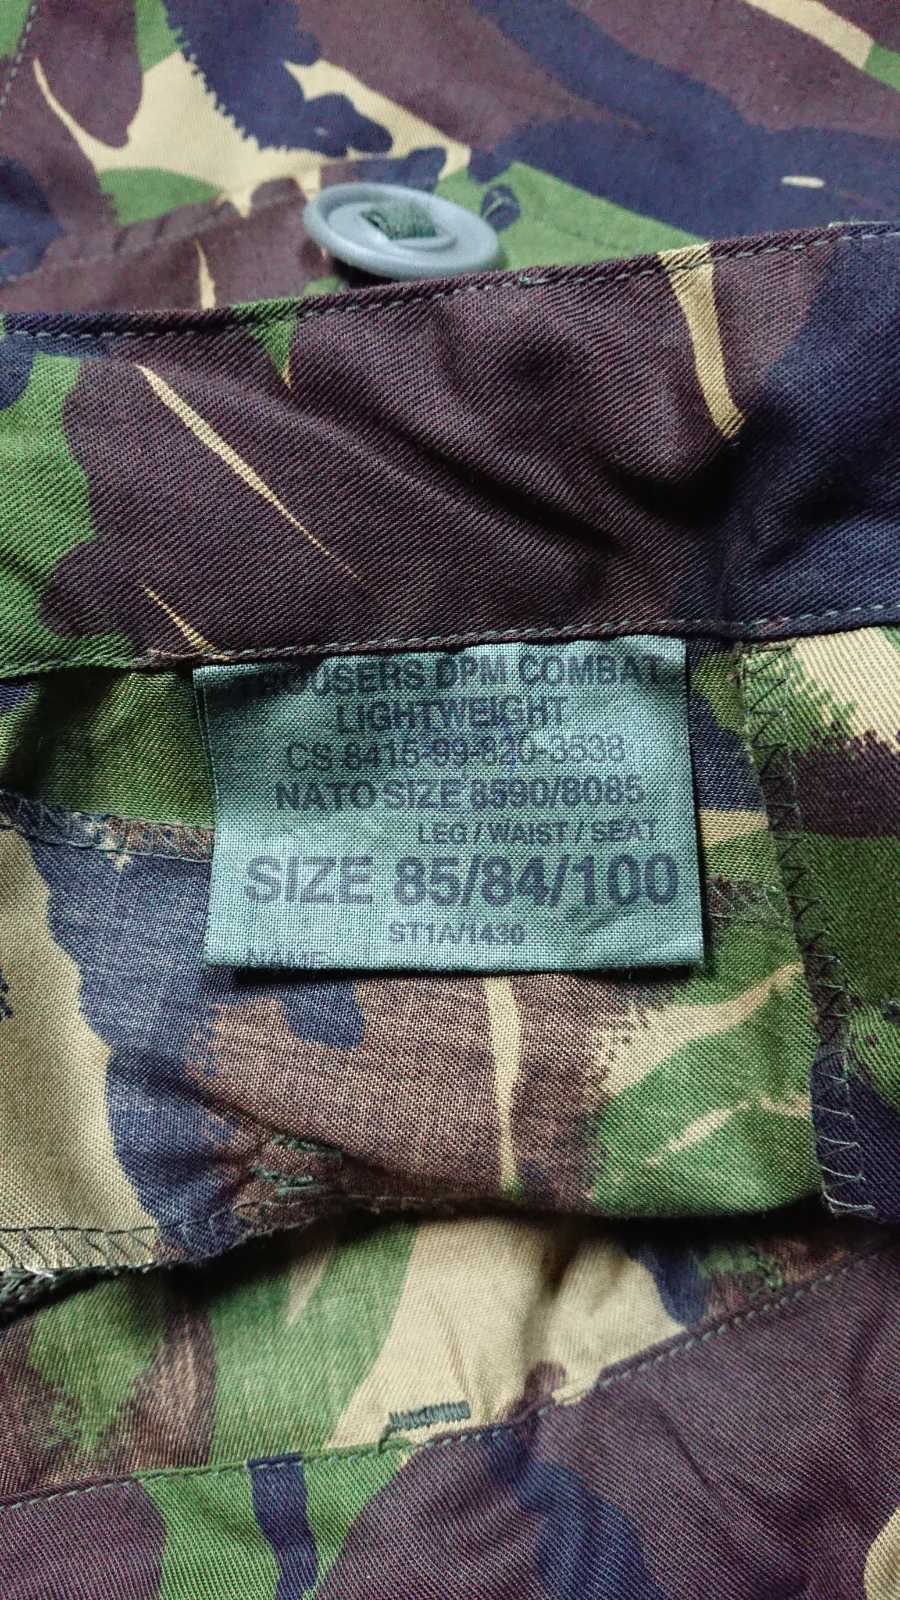 TROUSERS DPM COMBAT
LIGHTWEIGHT
CS 8415-99-820-3538
NATO SIZE 8590/8085
LEG / WAIST / SEAT
SIZE 85/84/100
ST1A/1430
NAME